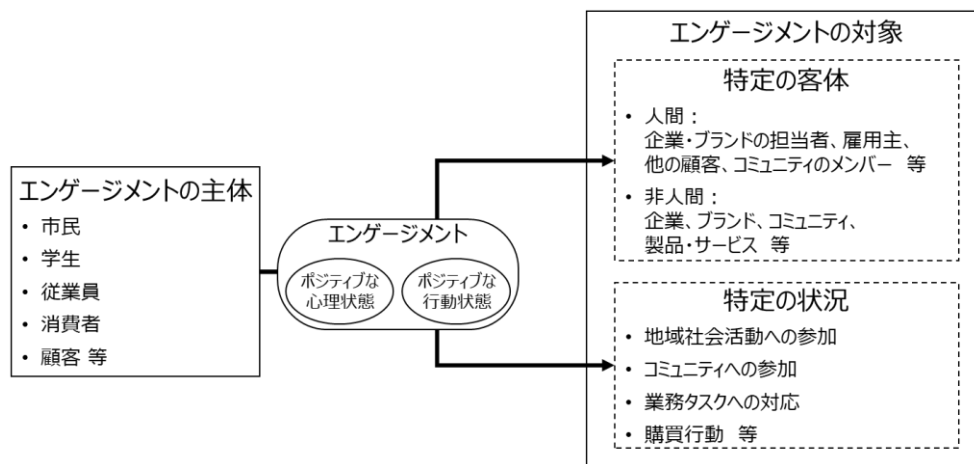 エンゲージメントの主体
• 市民
• 学生
• 従業員
• 消費者
• 顧客 等
エンゲージメント
ポジティブな
心理状態
ポジティブな
行動状態
エンゲージメントの対象
特定の客体
• 人間：
企業・ブランドの担当者、雇用主、
他の顧客、コミュニティのメンバー 等
• 非人間：
企業、ブランド、コミュニティ、
製品・サービス 等
特定の状況
• 地域社会活動への参加
• コミュニティへの参加
• 業務タスクへの対応
• 購買行動 等